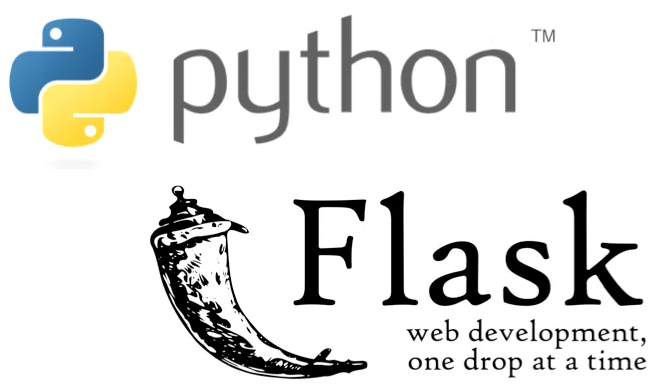 python™
Flask
web development,
one drop at a time